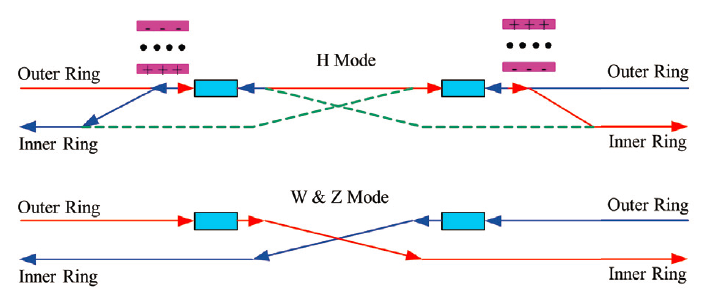 - - -
+ + +
+ + +
- - -
H Mode
Outer Ring
Outer Ring
Inner Ring
Inner Ring
W & Z Mode
Outer Ring
Outer Ring
Inner Ring
Inner Ring